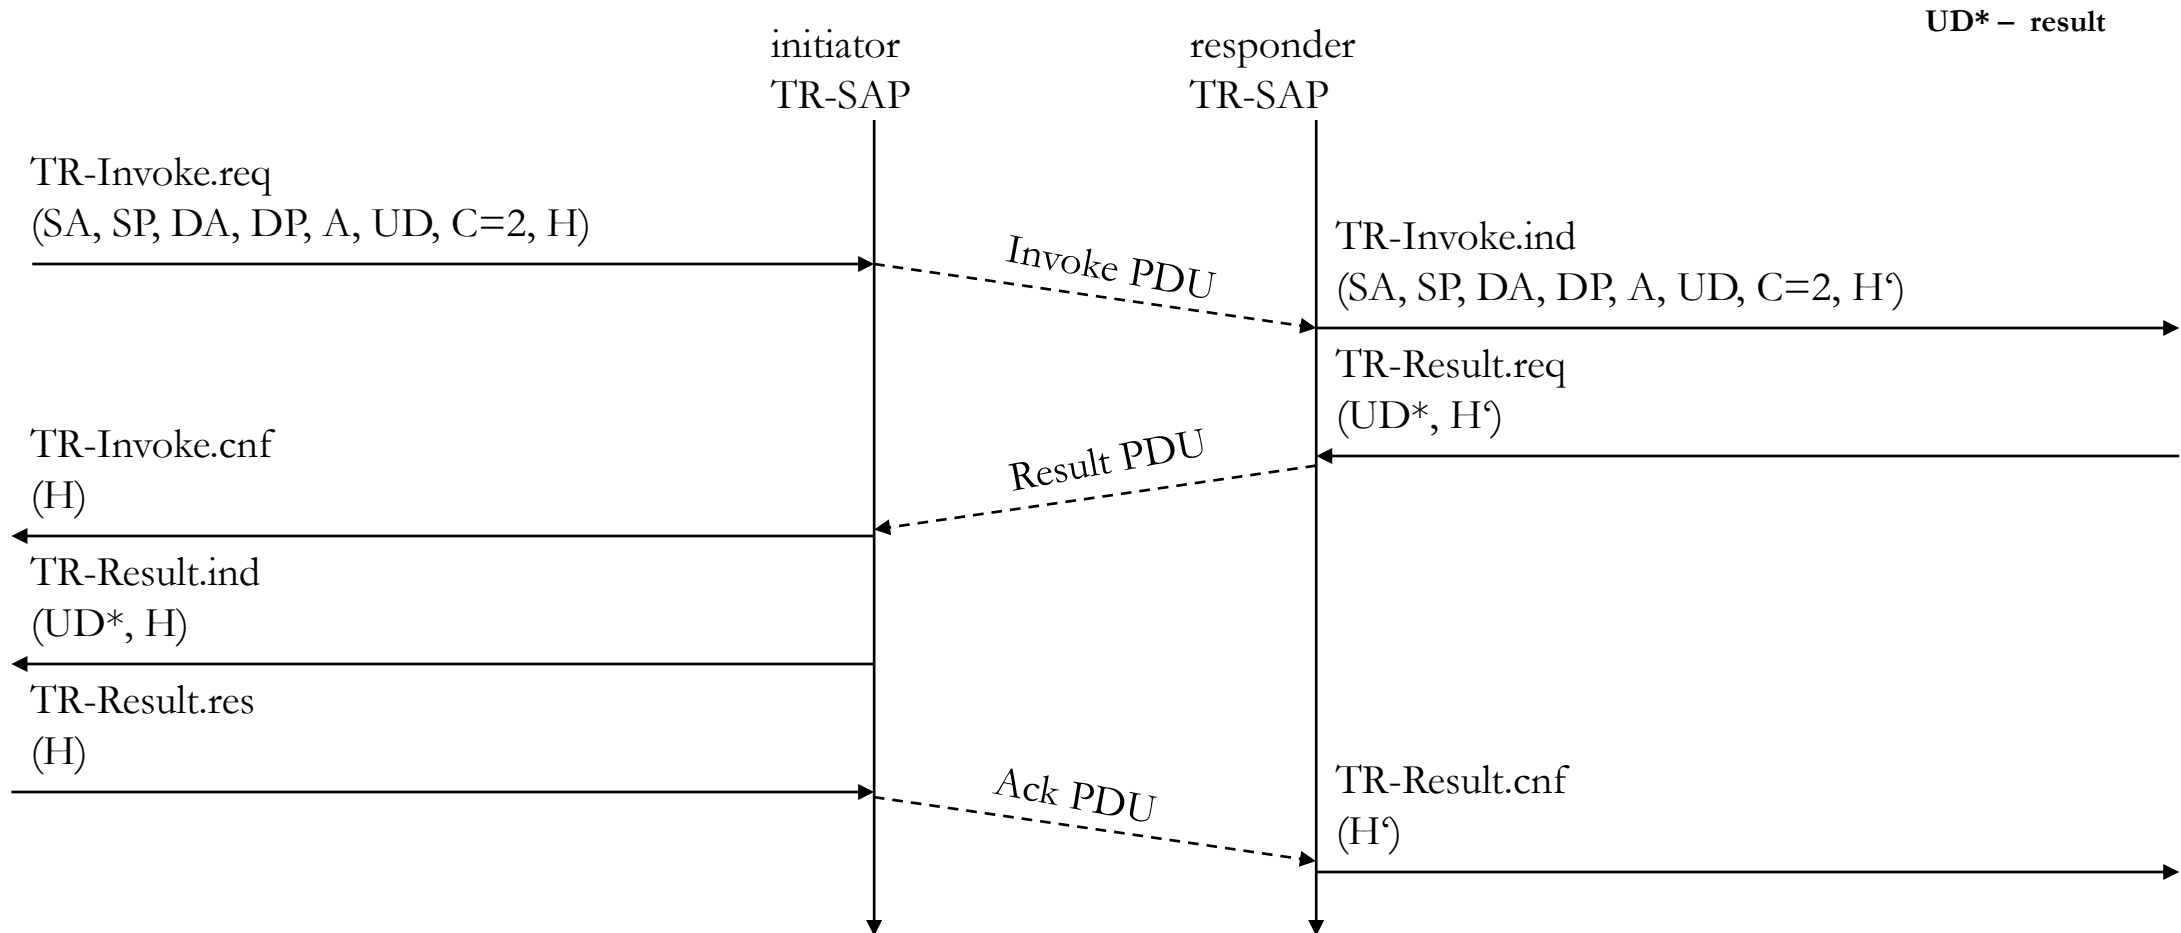 UD* – result
initiator
TR-SAP
responder
TR-SAP
TR-Invoke.req
(SA, SP, DA, DP, A, UD, C=2, H)
Invoke PDU
TR-Invoke.ind
(SA, SP, DA, DP, A, UD, C=2, H‘)
TR-Result.req
(UD*, H‘)
Result PDU
TR-Invoke.cnf
(H)
TR-Result.ind
(UD*, H)
TR-Result.res
(H)
Ack PDU
TR-Result.cnf
(H‘)